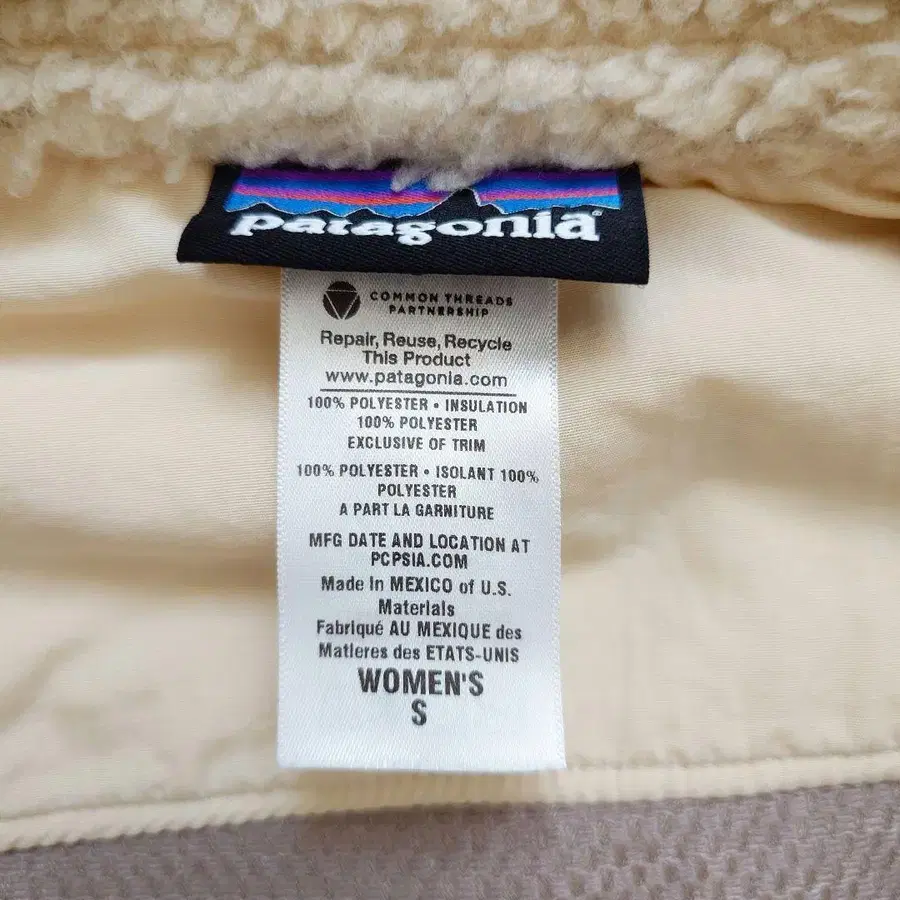 patagonia®
COMMON THREADS
PARTNERSHIP
Repair, Reuse, Recycle
This Product
www.patagonia.com
100% POLYESTER • INSULATION
100% POLYESTER
EXCLUSIVE OF TRIM
100% POLYESTER • ISOLANT 100%
POLYESTER
A PART LA GARNITURE
MFG DATE AND LOCATION AT
PCPSIA.COM
Made In MEXICO of U.S.
Materials
Fabriqué AU MEXIQUE des
Matieres des ETATS-UNIS
WOMEN'S
S